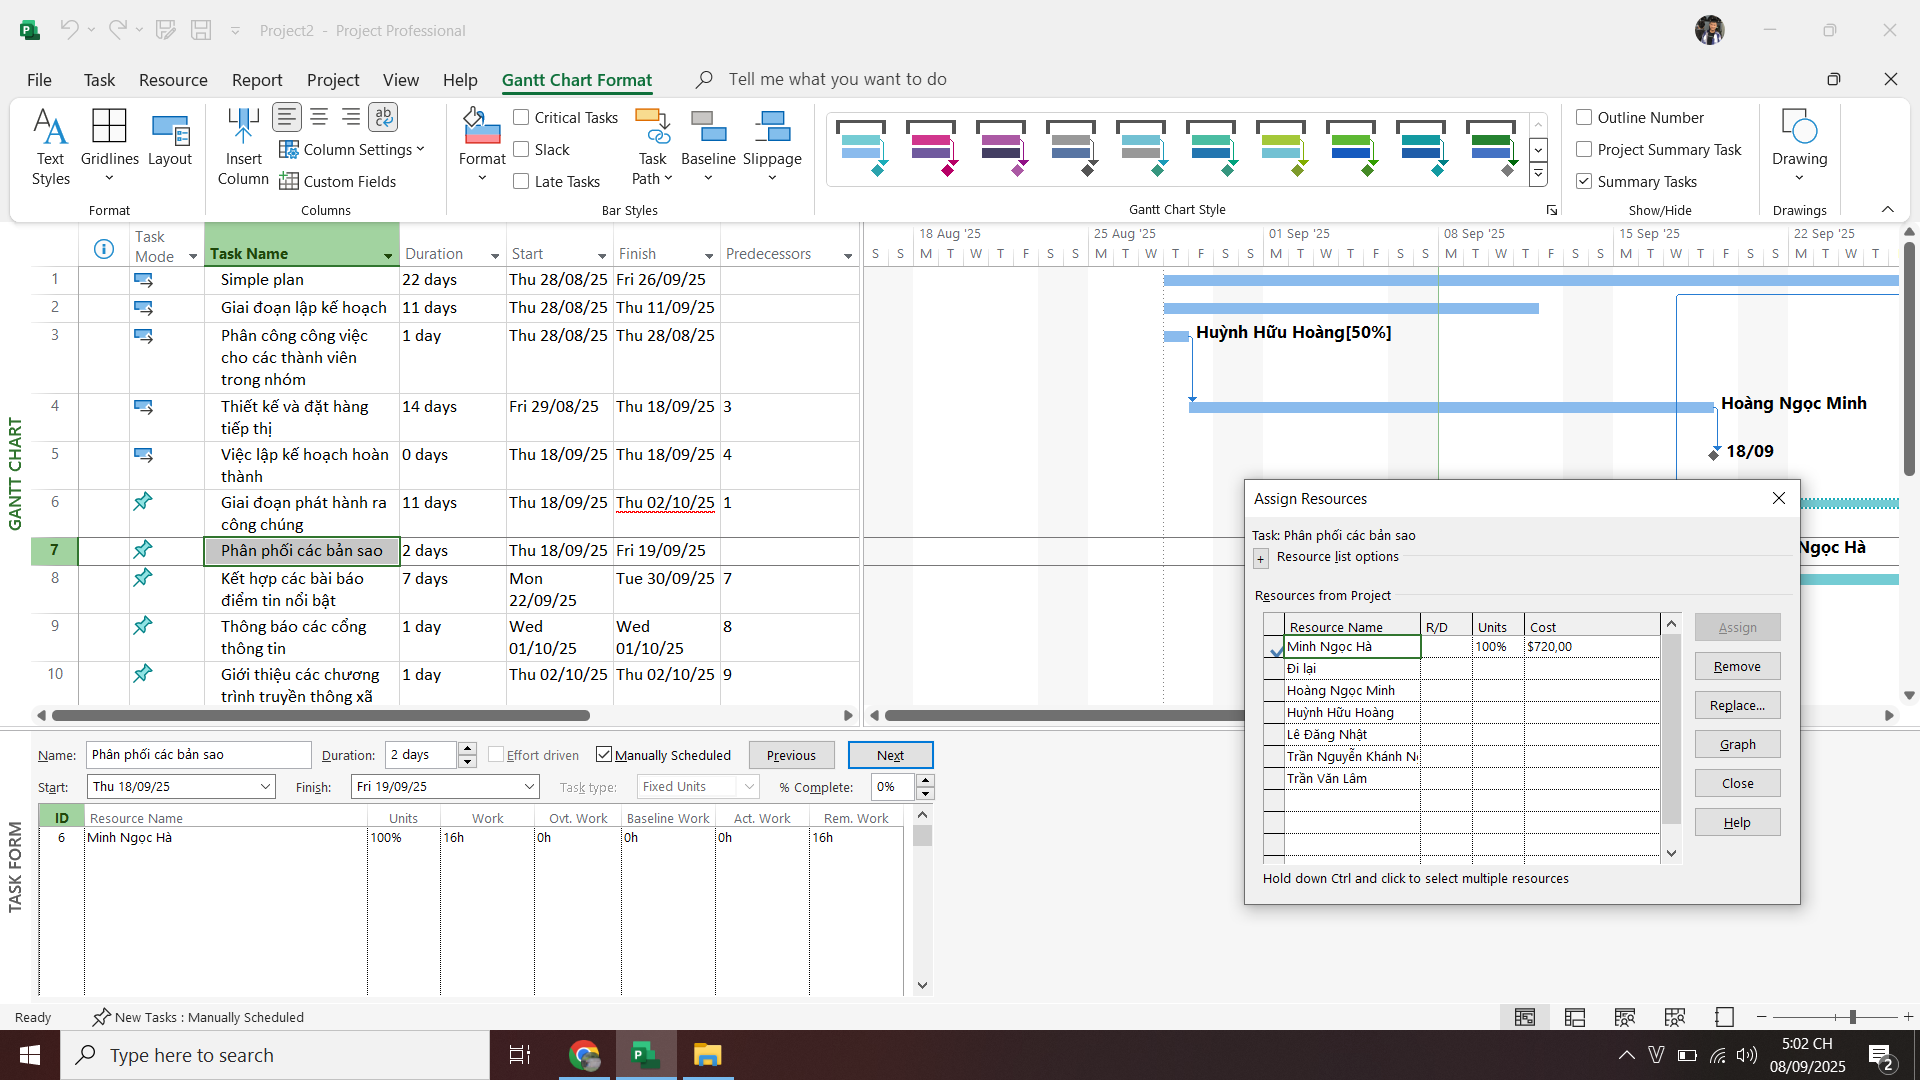 Project2 - Project Professional
File Task Resource Report Project View Help Gantt Chart Format Tell me what you want to do
Text Styles
Gridlines
Layout
Format
Insert Column
Column Settings
Custom Fields
Columns
Format
Critical Tasks
Slack
Late Tasks
Task Path
Baseline
Slippage
Bar Styles
Gantt Chart Style
Outline Number
Project Summary Task
Summary Tasks
Show/Hide
Drawing
Drawings
GANTT CHART
Task Mode Task Name Duration Start Finish Predecessors
1 Simple plan 22 days Thu 28/08/25 Fri 26/09/25
2 Giai đoạn lập kế hoạch 11 days Thu 28/08/25 Thu 11/09/25
3 Phân công công việc cho các thành viên trong nhóm 1 day Thu 28/08/25 Thu 28/08/25
4 Thiết kế và đặt hàng tiếp thị 14 days Fri 29/08/25 Thu 18/09/25 3
5 Việc lập kế hoạch hoàn thành 0 days Thu 18/09/25 Thu 18/09/25 4
6 Giai đoạn phát hành ra công chúng 11 days Thu 18/09/25 Thu 02/10/25 1
7 Phân phối các bản sao 2 days Thu 18/09/25 Fri 19/09/25
8 Kết hợp các bài báo điểm tin nổi bật 7 days Mon 22/09/25 Tue 30/09/25 7
9 Thông báo các cổng thông tin 1 day Wed 01/10/25 Wed 01/10/25 8
10 Giới thiệu các chương trình truyền thông xã 1 day Thu 02/10/25 Thu 02/10/25 9
18 Aug '25 25 Aug '25 01 Sep '25 08 Sep '25 15 Sep '25 22 Sep '25
S S M T W T F S S M T W T F S S M T W T F S S M T W T F S S M T W T F S S M T W T
Huỳnh Hữu Hoàng[50%]
Hoàng Ngọc Minh
18/09
Ngọc Hà
Assign Resources
Task: Phân phối các bản sao
+ Resource list options
Resources from Project
Resource Name R/D Units Cost
Minh Ngọc Hà 100% $720,00
Đi lại
Hoàng Ngọc Minh
Huỳnh Hữu Hoàng
Lê Đăng Nhật
Trần Nguyễn Khánh
Trần Văn Lâm
Assign
Remove
Replace...
Graph
Close
Help
Hold down Ctrl and click to select multiple resources
TASK FORM
Name: Phân phối các bản sao Duration: 2 days Effort driven Manually Scheduled Previous Next
Start: Thu 18/09/25 Finish: Fri 19/09/25 Task type: Fixed Units % Complete: 0%
ID Resource Name Units Work Ovt. Work Baseline Work Act. Work Rem. Work
6 Minh Ngọc Hà 100% 16h 0h 0h 0h 16h
Ready New Tasks : Manually Scheduled
Type here to search
5:02 CH
08/09/2025
2